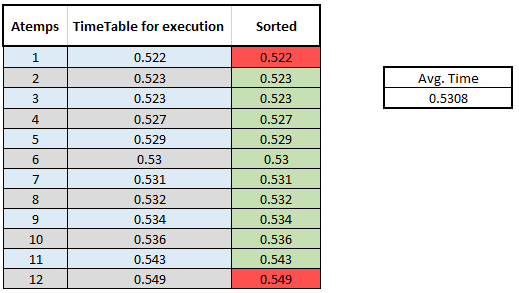 Atemps TimeTable for execution Sorted
1 0.522 0.522
2 0.523 0.523
Avg. Time
3 0.523 0.523
0.5308
4 0.527 0.527
5 0.529 0.529
6 0.53 0.53
7 0.531 0.531
8 0.532 0.532
9 0.534 0.534
10 0.536 0.536
11 0.543 0.543
12 0.549 0.549